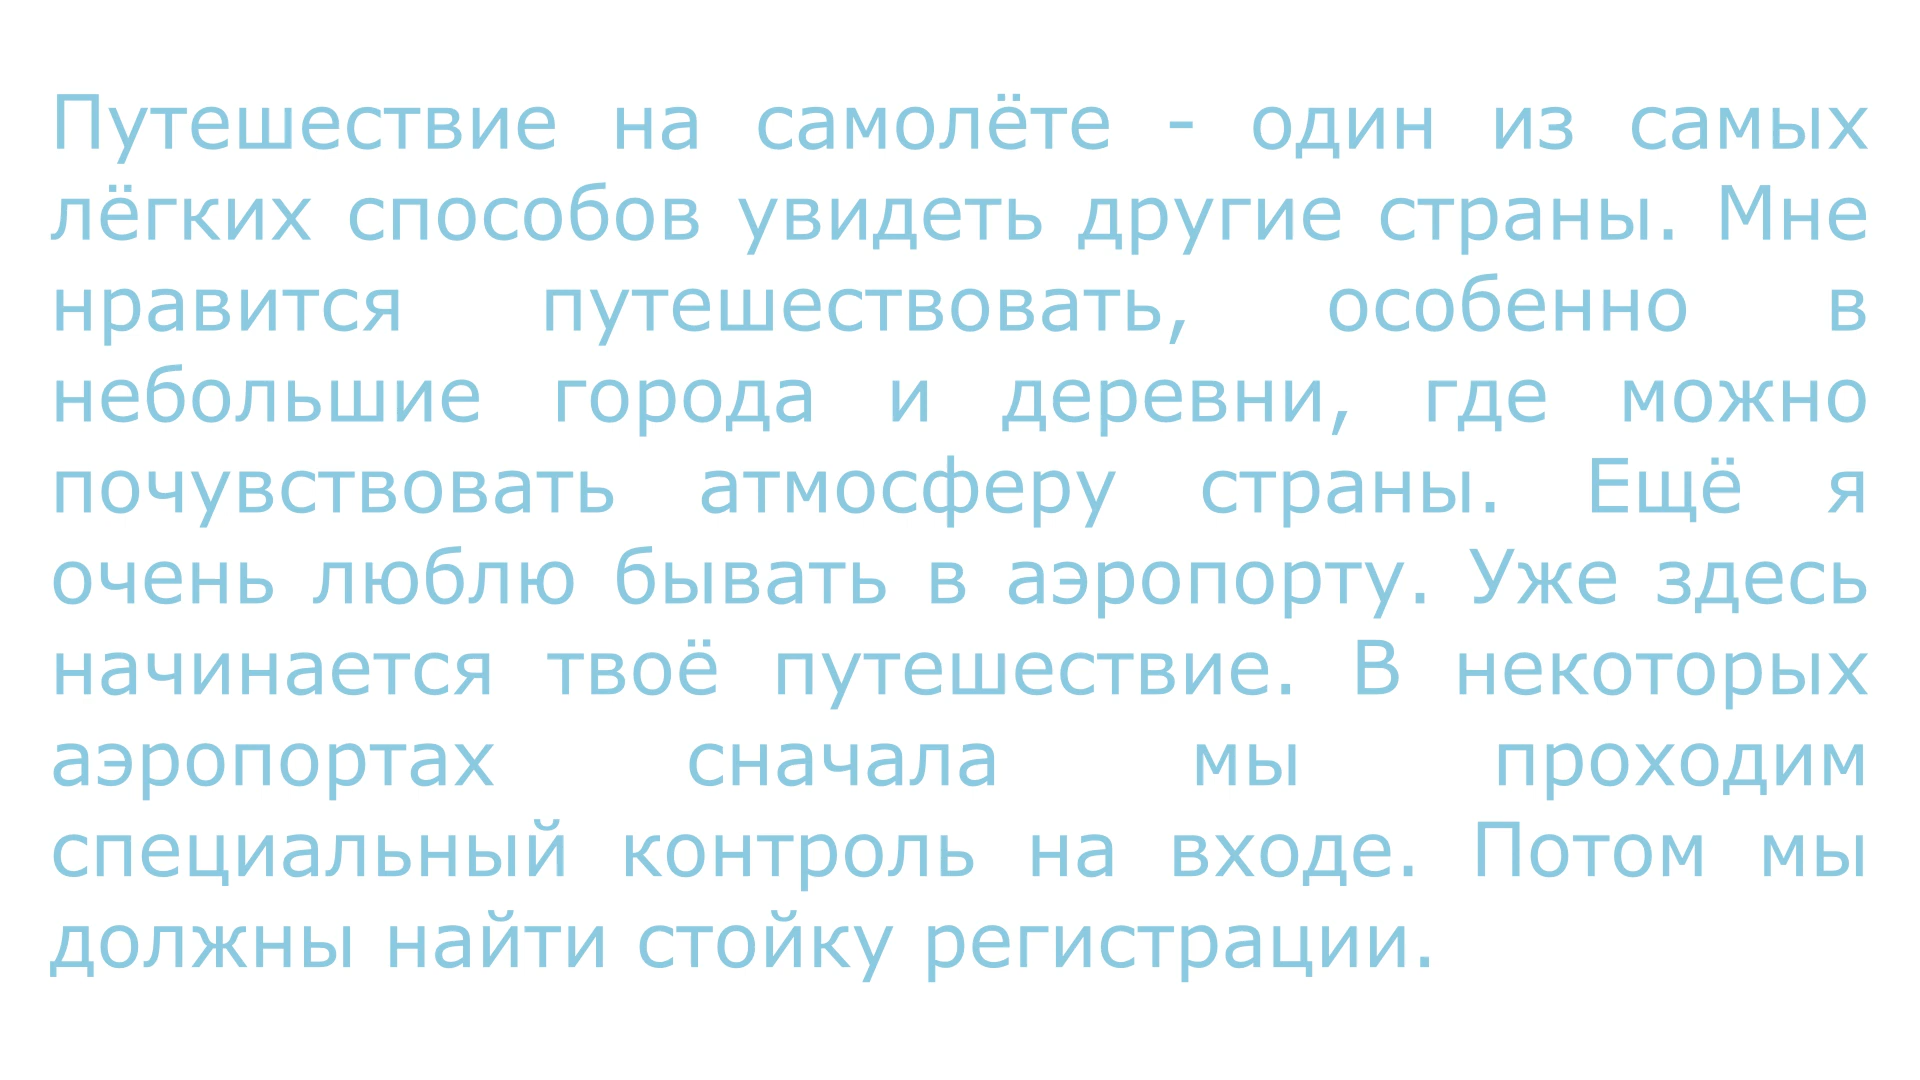 Путешествие на самолёте - один из самых
лёгких способов увидеть другие страны. Мне
нравится путешествовать, особенно в
небольшие города и деревни, где можно
почувствовать атмосферу страны. Ещё я
очень люблю бывать в аэропорту. Уже здесь
начинается твоё путешествие. В некоторых
аэропортах сначала мы проходим
специальный контроль на входе. Потом мы
должны найти стойку регистрации.